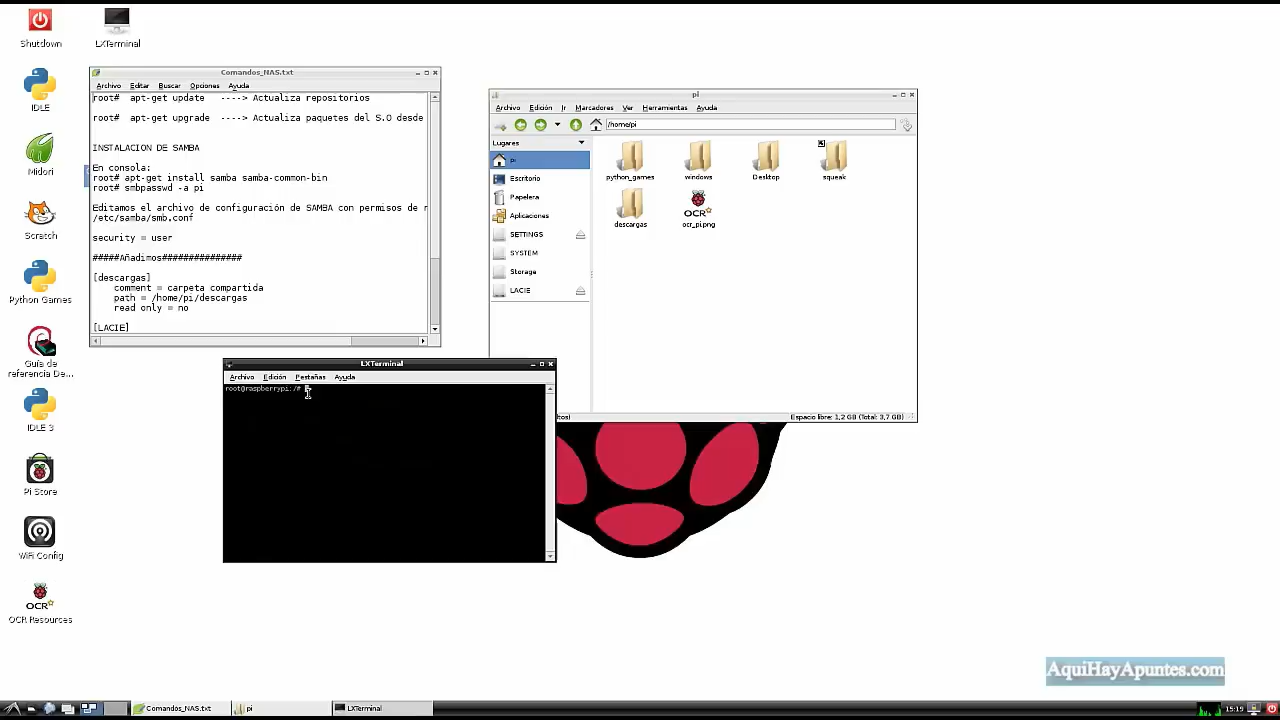 Shutdown
LXTerminal
IDLE
Midori
Scratch
Python Games
Guía de
referencia De...
IDLE 3
Pi Store
WiFi Config
OCR
OCR Resources
Comandos_NAS.txt
Archivo Editar Buscar Opciones Ayuda
root#  apt-get update   ----> Actualiza repositorios
root#  apt-get upgrade  ----> Actualiza paquetes del S.O desde
INSTALACION DE SAMBA
En consola:
root# apt-get install samba samba-common-bin
root# smbpasswd -a pi
Editamos el archivo de configuración de SAMBA con permisos de r
/etc/samba/smb.conf
security = user
#####Añadimos###############
[descargas]
comment = carpeta compartida
path = /home/pi/descargas
read only = no
[LACIE]
pi
Archivo Edición Ir Marcadores Ver Herramientas Ayuda
/home/pi
Lugares
pi
Escritorio
Papelera
Aplicaciones
SETTINGS
SYSTEM
Storage
LACIE
python_games windows Desktop squeak
OCR
descargas ocr_pi.png
Espacio libre: 1,2 GB (Total: 3,7 GB)
LXTerminal
Archivo Edición Pestañas Ayuda
root@raspberrypi:/#
AquiHayApuntes.com
Comandos_NAS.txt pi LXTerminal 15:19